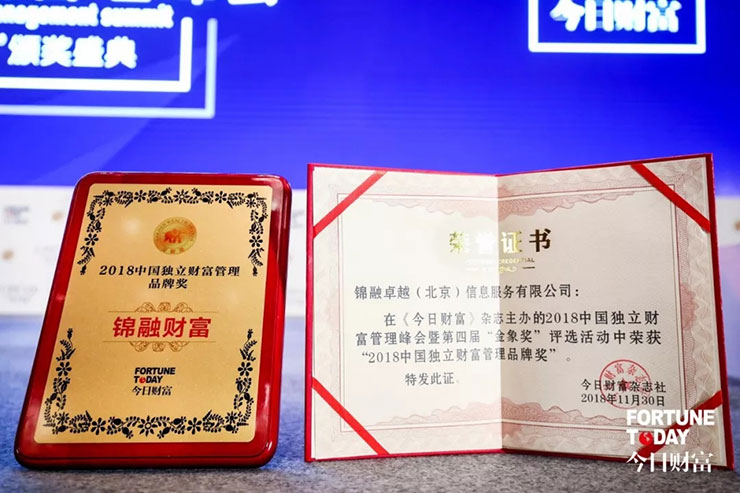 nagement summit
颁奖盛典
今日财富
2018中国独立财富管理
品牌奖
锦融财富
FORTUNE
TODAY
今日财富
荣誉证书
锦融卓越（北京）信息服务有限公司：
在《今日财富》杂志主办的2018中国独立财
富管理峰会暨第四届“金象奖”评选活动中荣获
“2018中国独立财富管理品牌奖”。
特发此证。
今日财富杂志社
2018年11月30日
FORTUNE
TODAY
今日财富